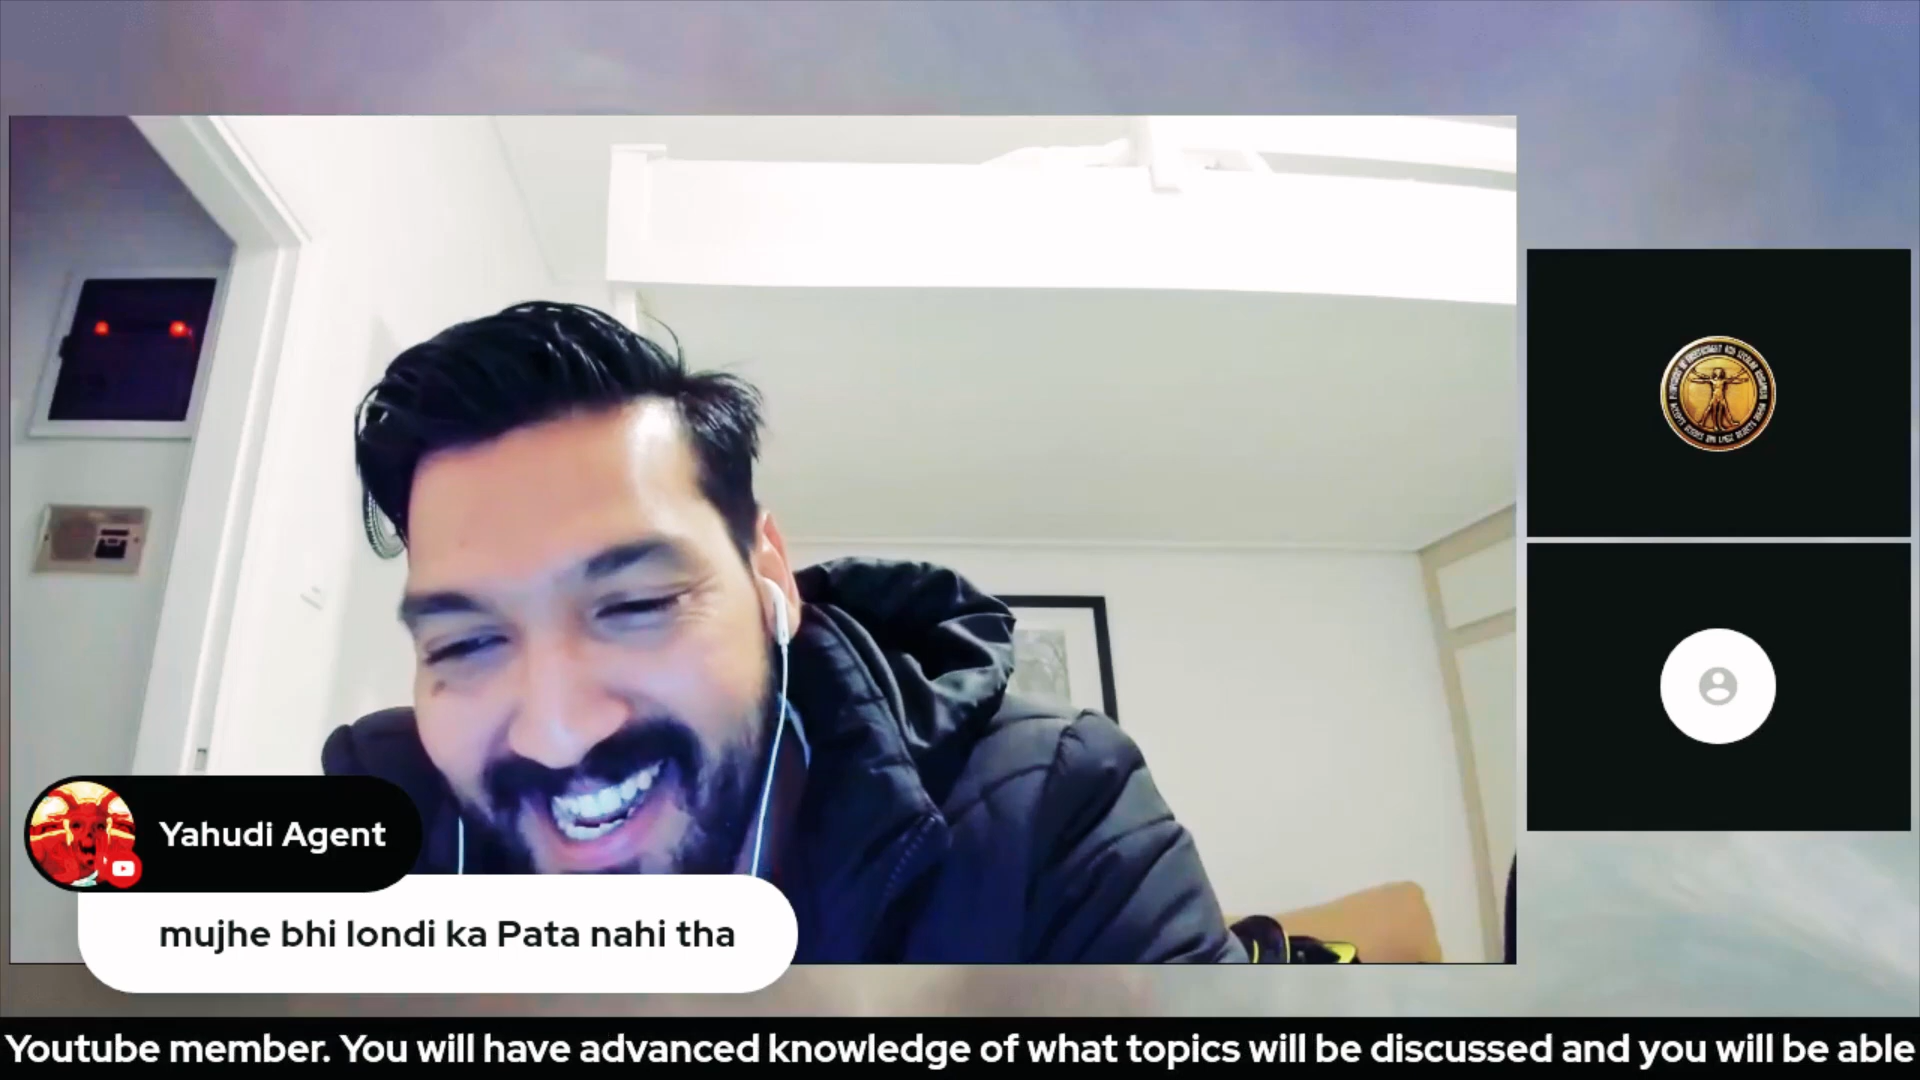 Yahudi Agent
mujhe bhi londi ka Pata nahi tha
Youtube member. You will have advanced knowledge of what topics will be discussed and you will be able